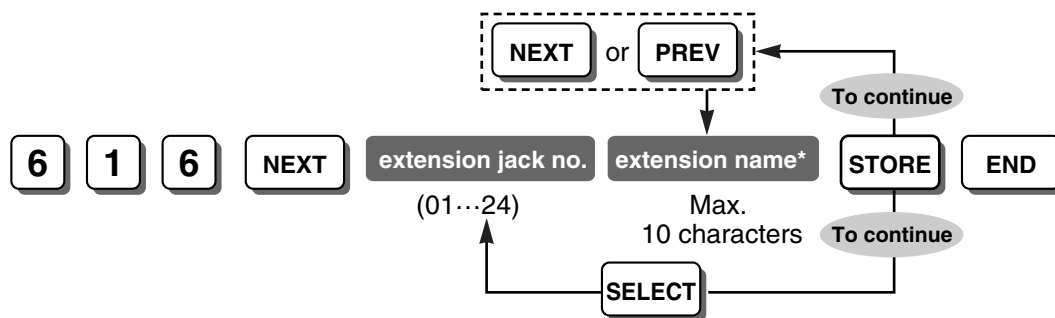 NEXT or PREV
To continue
6 1 6 NEXT extension jack no. extension name* STORE END
(01···24) Max.
10 characters To continue
SELECT